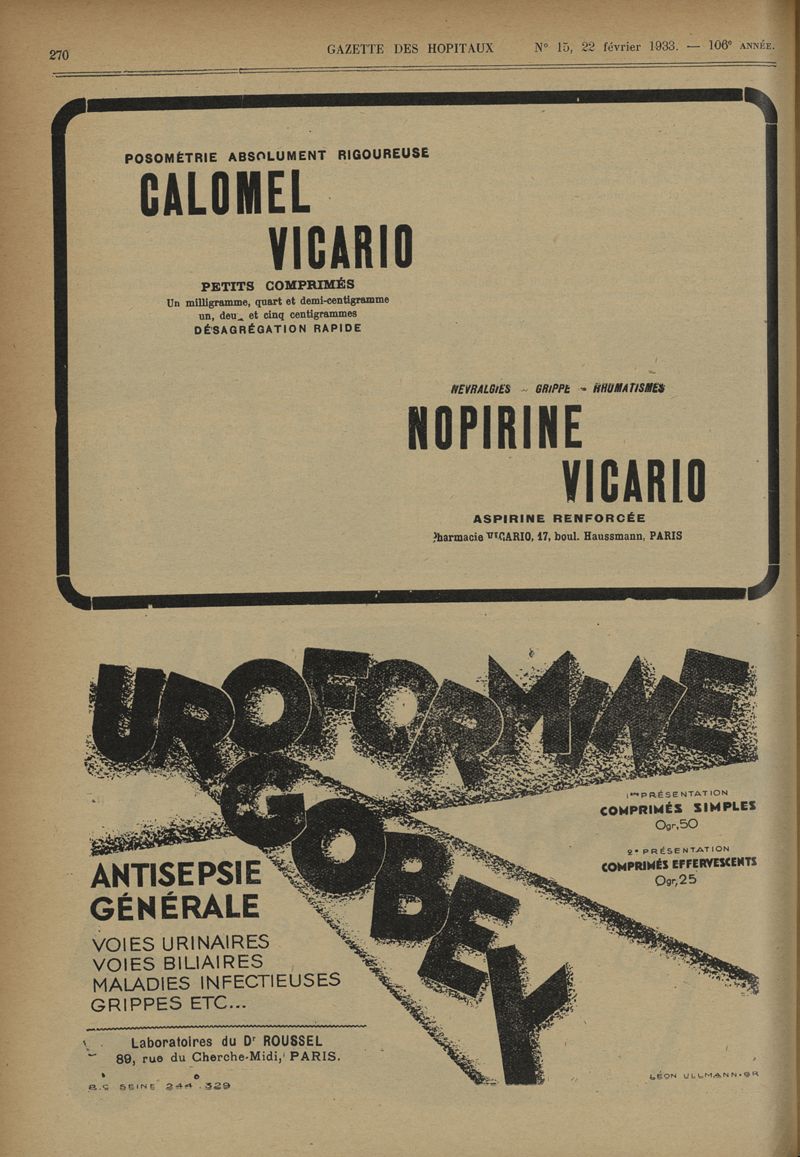 270
GAZETTE DES HOPITAUX N° 15, 22 février 1933. — 106e ANNÉE.
POSOMÉTRIE ABSOLUMENT RIGOUREUSE
CALOMEL
VICARIO
PETITS COMPRIMÉS
Un milligramme, quart et demi-centigramme
un, deu et cinq centigrammes
DÉSAGRÉGATION RAPIDE
NEVRALGIES - GRIPPE - RHUMATISMES
NOPIRINE
VICARIO
ASPIRINE RENFORCÉE
Pharmacie VICARIO, 17, boul. Haussmann, PARIS
UROFORMINE
GOBEY
1ère PRÉSENTATION
COMPRIMÉS SIMPLES
0gr,50
2e PRÉSENTATION
COMPRIMÉS EFFERVESCENTS
0gr,25
ANTISEPSIE
GÉNÉRALE
VOIES URINAIRES
VOIES BILIAIRES
MALADIES INFECTIEUSES
GRIPPES ETC...
Laboratoires du Dr ROUSSEL
89, rue du Cherche-Midi, PARIS.
R.C SEINE 244.329
LÉON ULLMANN-GR